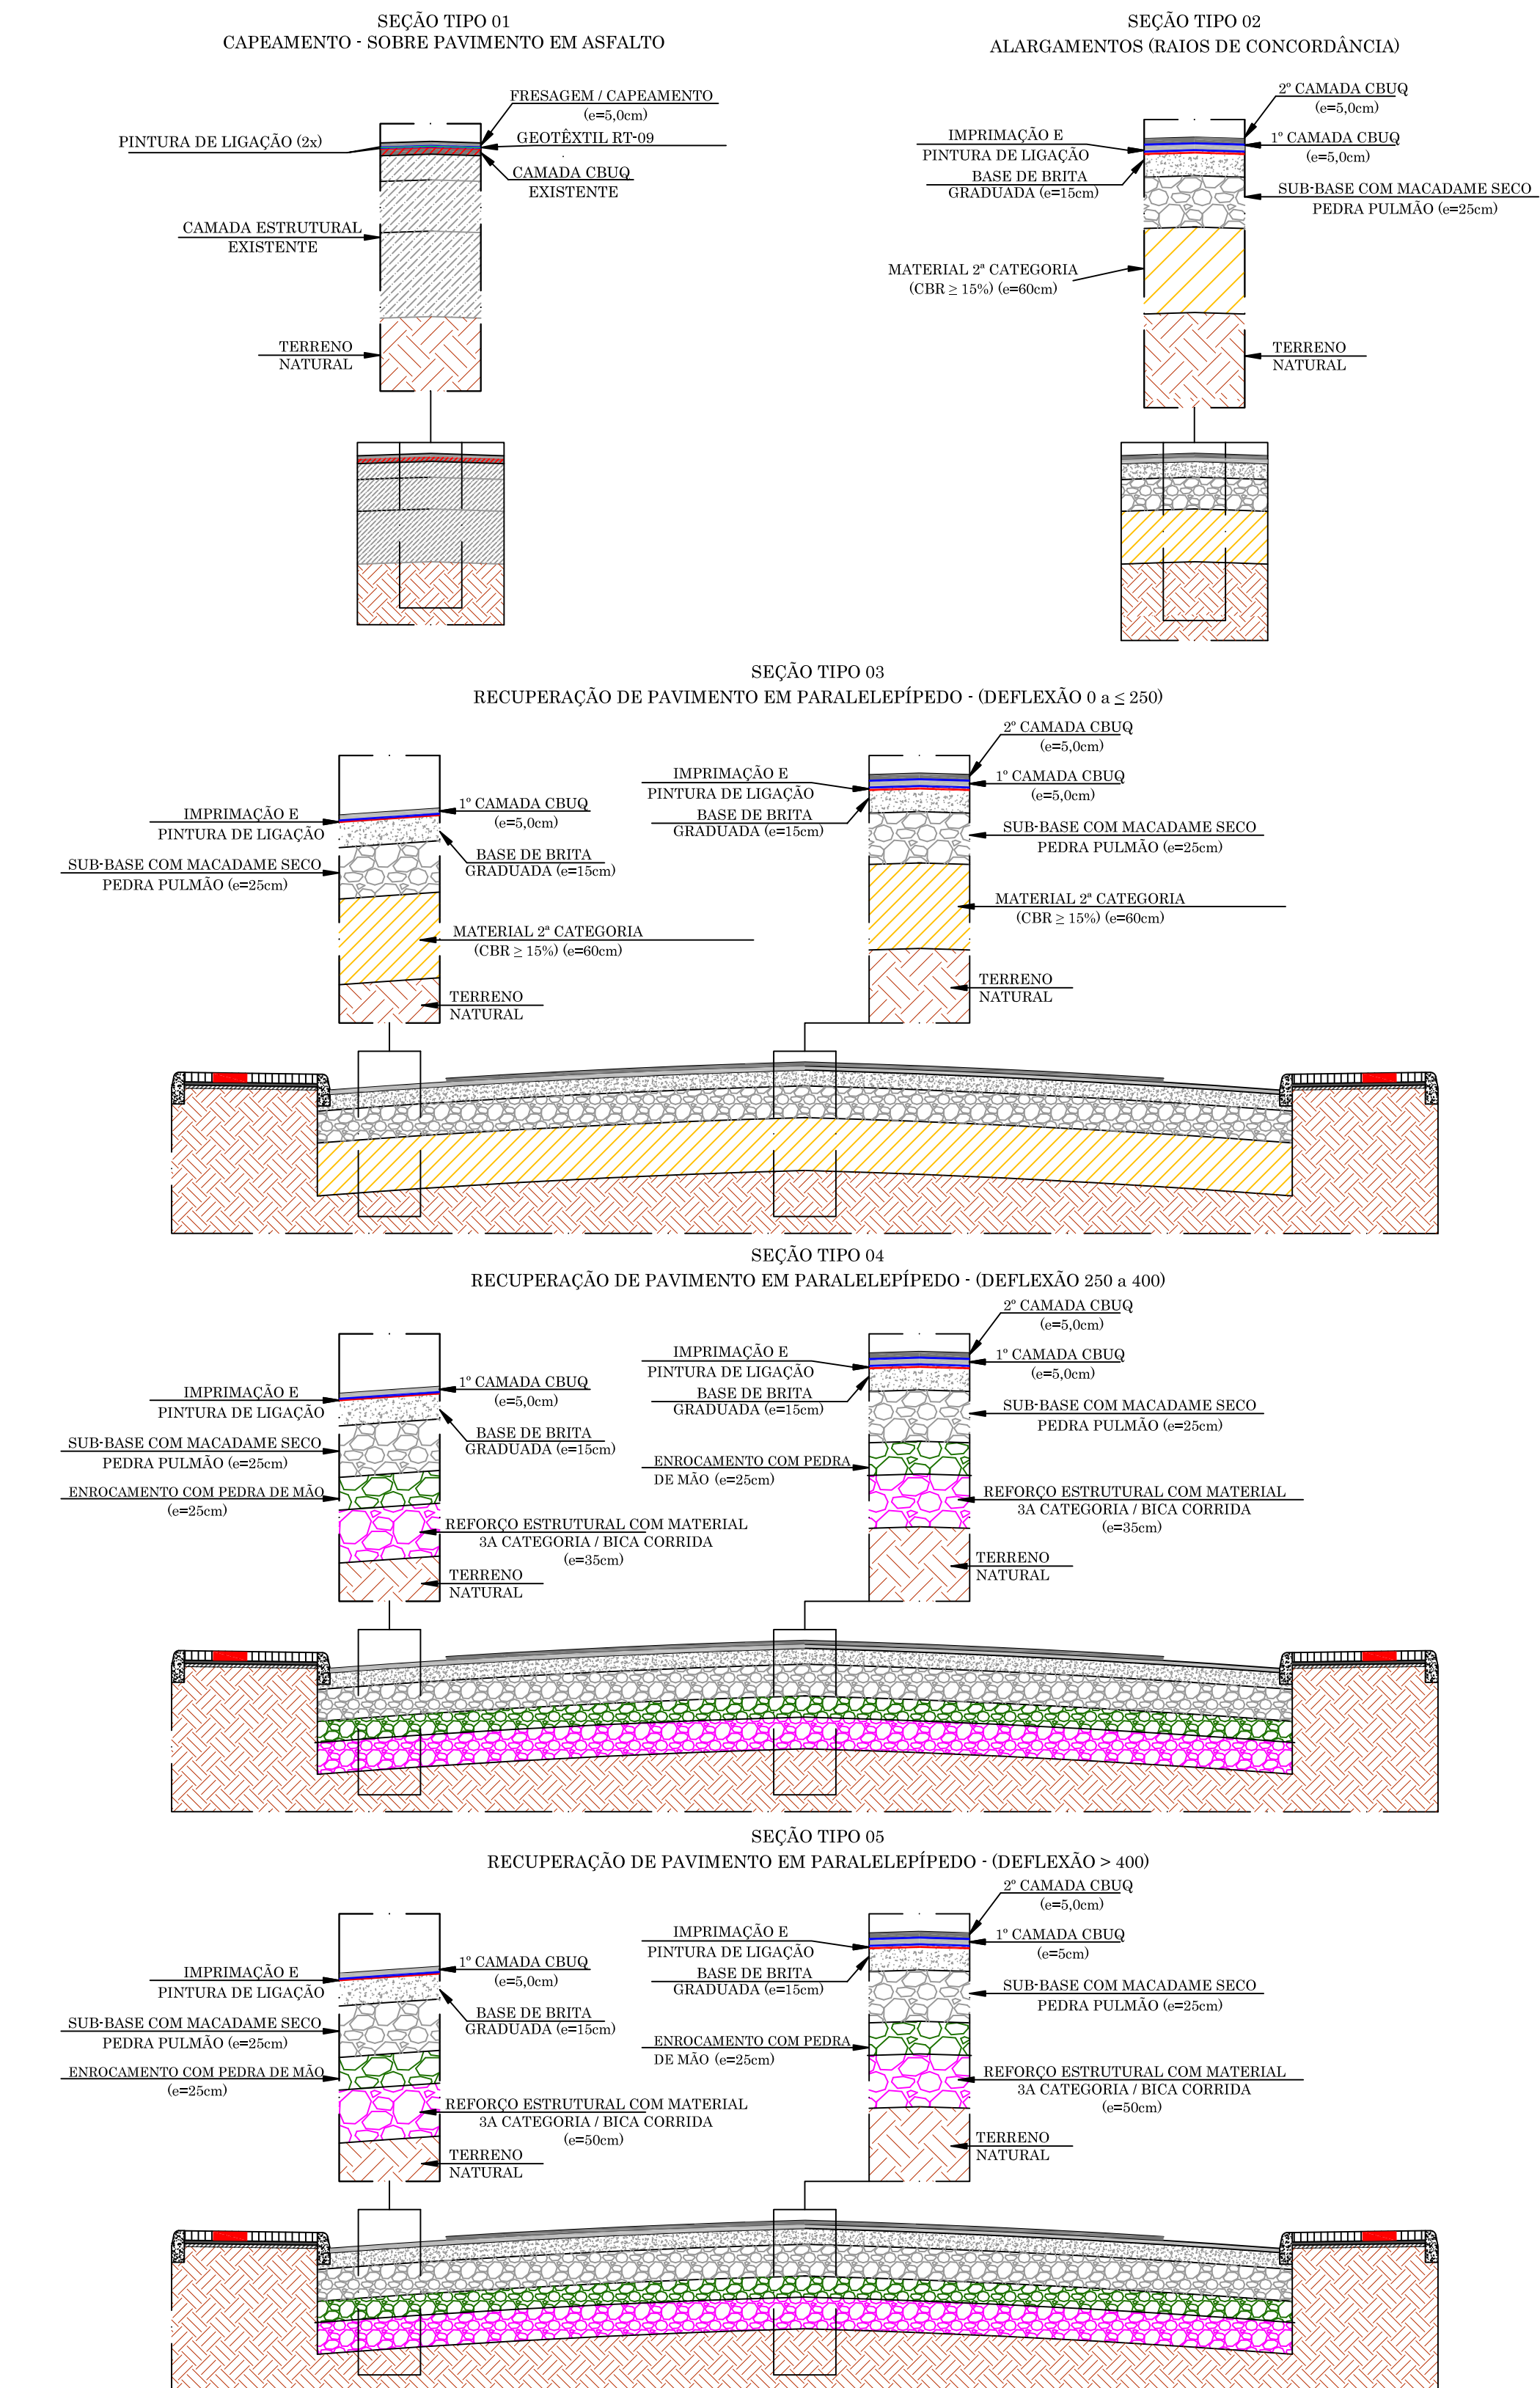 SEÇÃO TIPO 01
CAPEAMENTO - SOBRE PAVIMENTO EM ASFALTO
FRESAGEM / CAPEAMENTO
(e=5,0cm)
PINTURA DE LIGAÇÃO (2x)
GEOTÊXTIL RT-09
CAMADA CBUQ
EXISTENTE
CAMADA ESTRUTURAL
EXISTENTE
TERRENO
NATURAL
SEÇÃO TIPO 02
ALARGAMENTOS (RAIOS DE CONCORDÂNCIA)
2º CAMADA CBUQ
(e=5,0cm)
IMPRIMAÇÃO E
PINTURA DE LIGAÇÃO
1º CAMADA CBUQ
(e=5,0cm)
BASE DE BRITA
GRADUADA (e=15cm)
SUB-BASE COM MACADAME SECO
PEDRA PULMÃO (e=25cm)
MATERIAL 2ª CATEGORIA
(CBR ≥ 15%) (e=60cm)
TERRENO
NATURAL
SEÇÃO TIPO 03
RECUPERAÇÃO DE PAVIMENTO EM PARALELEPÍPEDO - (DEFLEXÃO 0 a ≤ 250)
IMPRIMAÇÃO E
PINTURA DE LIGAÇÃO
1º CAMADA CBUQ
(e=5,0cm)
SUB-BASE COM MACADAME SECO
PEDRA PULMÃO (e=25cm)
BASE DE BRITA
GRADUADA (e=15cm)
MATERIAL 2ª CATEGORIA
(CBR ≥ 15%) (e=60cm)
TERRENO
NATURAL
2º CAMADA CBUQ
(e=5,0cm)
IMPRIMAÇÃO E
PINTURA DE LIGAÇÃO
1º CAMADA CBUQ
(e=5,0cm)
BASE DE BRITA
GRADUADA (e=15cm)
SUB-BASE COM MACADAME SECO
PEDRA PULMÃO (e=25cm)
MATERIAL 2ª CATEGORIA
(CBR ≥ 15%) (e=60cm)
TERRENO
NATURAL
SEÇÃO TIPO 04
RECUPERAÇÃO DE PAVIMENTO EM PARALELEPÍPEDO - (DEFLEXÃO 250 a 400)
IMPRIMAÇÃO E
PINTURA DE LIGAÇÃO
1º CAMADA CBUQ
(e=5,0cm)
SUB-BASE COM MACADAME SECO
PEDRA PULMÃO (e=25cm)
BASE DE BRITA
GRADUADA (e=15cm)
ENROCAMENTO COM PEDRA DE MÃO
(e=25cm)
REFORÇO ESTRUTURAL COM MATERIAL
3A CATEGORIA / BICA CORRIDA
(e=35cm)
TERRENO
NATURAL
2º CAMADA CBUQ
(e=5,0cm)
IMPRIMAÇÃO E
PINTURA DE LIGAÇÃO
1º CAMADA CBUQ
(e=5,0cm)
BASE DE BRITA
GRADUADA (e=15cm)
SUB-BASE COM MACADAME SECO
PEDRA PULMÃO (e=25cm)
ENROCAMENTO COM PEDRA
DE MÃO (e=25cm)
REFORÇO ESTRUTURAL COM MATERIAL
3A CATEGORIA / BICA CORRIDA
(e=35cm)
TERRENO
NATURAL
SEÇÃO TIPO 05
RECUPERAÇÃO DE PAVIMENTO EM PARALELEPÍPEDO - (DEFLEXÃO > 400)
IMPRIMAÇÃO E
PINTURA DE LIGAÇÃO
1º CAMADA CBUQ
(e=5,0cm)
SUB-BASE COM MACADAME SECO
PEDRA PULMÃO (e=25cm)
BASE DE BRITA
GRADUADA (e=15cm)
ENROCAMENTO COM PEDRA DE MÃO
(e=25cm)
REFORÇO ESTRUTURAL COM MATERIAL
3A CATEGORIA / BICA CORRIDA
(e=50cm)
TERRENO
NATURAL
2º CAMADA CBUQ
(e=5,0cm)
IMPRIMAÇÃO E
PINTURA DE LIGAÇÃO
1º CAMADA CBUQ
(e=5cm)
BASE DE BRITA
GRADUADA (e=15cm)
SUB-BASE COM MACADAME SECO
PEDRA PULMÃO (e=25cm)
ENROCAMENTO COM PEDRA
DE MÃO (e=25cm)
REFORÇO ESTRUTURAL COM MATERIAL
3A CATEGORIA / BICA CORRIDA
(e=50cm)
TERRENO
NATURAL